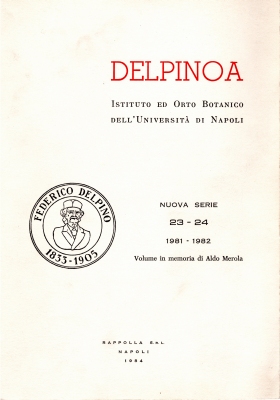 DELPINOA
ISTITUTO ED ORTO BOTANICO
DELL'UNIVERSITÀ DI NAPOLI
FEDERICO DELPINO
1833-1905
NUOVA SERIE
23 - 24
1981 - 1982
Volume in memoria di Aldo Merola
RAPPOLLA E.N.L
NAPOLI
1984